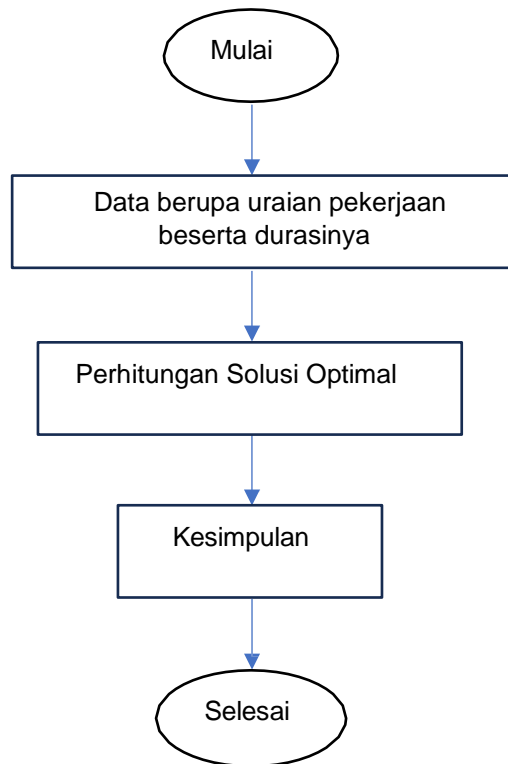 Mulai
Data berupa uraian pekerjaan
beserta durasinya
Perhitungan Solusi Optimal
Kesimpulan
Selesai